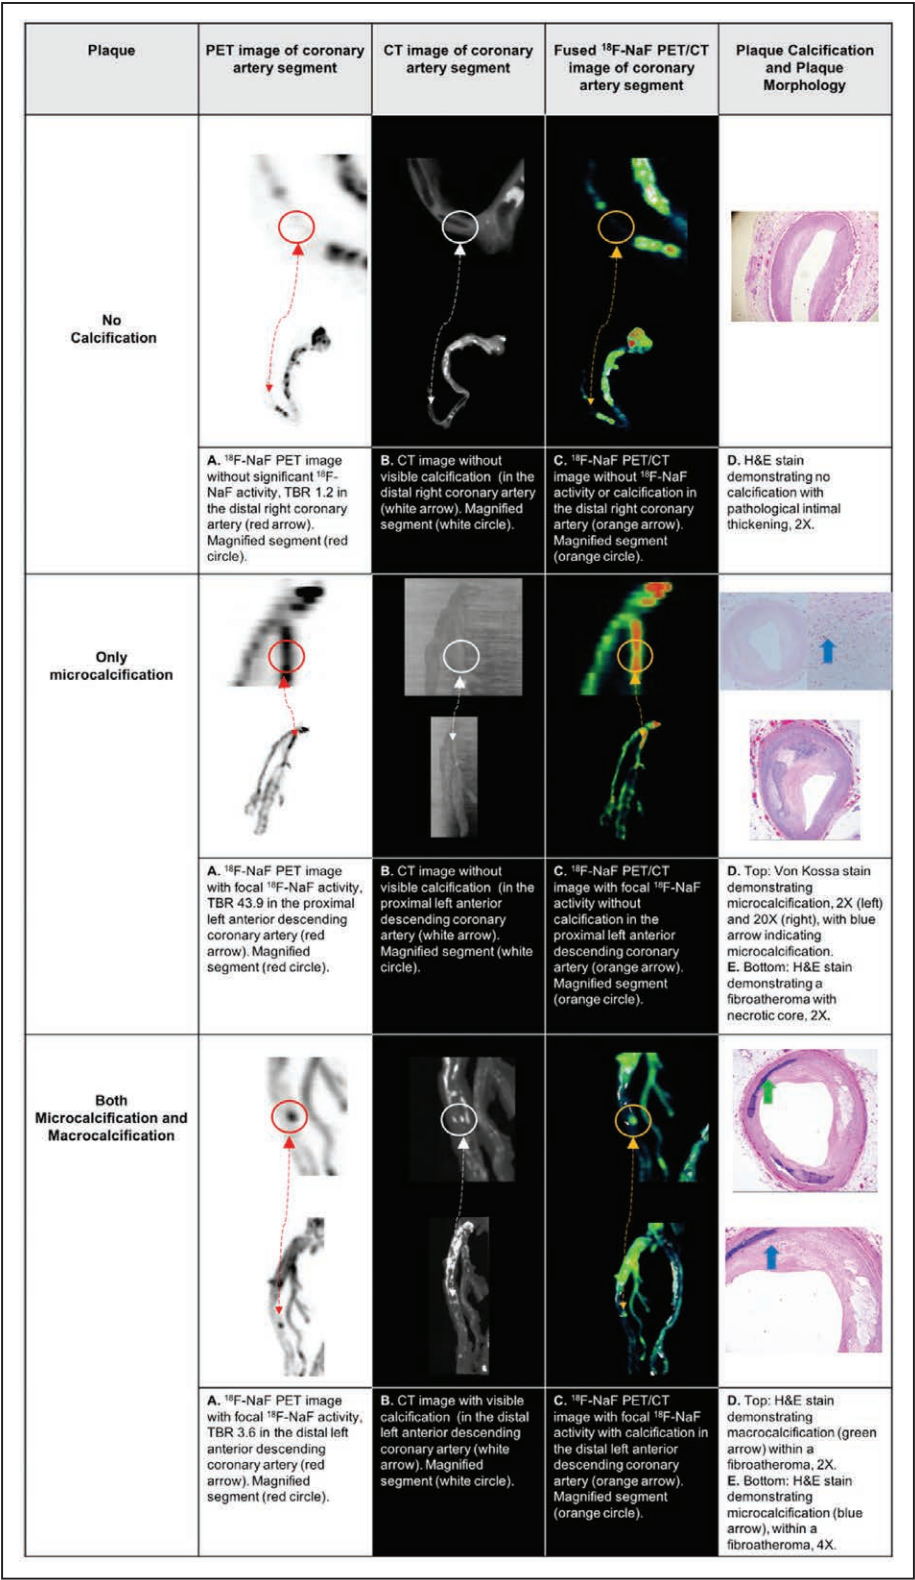 Plaque
PET image of coronary
artery segment
CT image of coronary
artery segment
Fused ¹⁸F-NaF PET/CT
image of coronary
artery segment
Plaque Calcification
and Plaque
Morphology
No
Calcification
A. ¹⁸F-NaF PET image
without significant ¹⁸F-
NaF activity, TBR 1.2 in
the distal right coronary
artery (red arrow).
Magnified segment (red
circle).
B. CT image without
visible calcification (in the
distal right coronary artery
(white arrow). Magnified
segment (white circle).
C. ¹⁸F-NaF PET/CT
image without ¹⁸F-NaF
activity or calcification in
the distal right coronary
artery (orange arrow).
Magnified segment
(orange circle).
D. H&E stain
demonstrating no
calcification with
pathological intimal
thickening, 2X.
Only
microcalcification
A. ¹⁸F-NaF PET image
with focal ¹⁸F-NaF activity,
TBR 43.9 in the proximal
left anterior descending
coronary artery (red
arrow). Magnified
segment (red circle).
B. CT image without
visible calcification (in the
proximal left anterior
descending coronary
artery (white arrow).
Magnified segment (white
circle).
C. ¹⁸F-NaF PET/CT
image with focal ¹⁸F-NaF
activity without
calcification in the
proximal left anterior
descending coronary
artery (orange arrow).
Magnified segment
(orange circle).
D. Top: Von Kossa stain
demonstrating
microcalcification, 2X (left)
and 20X (right), with blue
arrow indicating
microcalcification.
E. Bottom: H&E stain
demonstrating a
fibroatheroma with
necrotic core, 2X.
Both
Microcalcification and
Macrocalcification
A. ¹⁸F-NaF PET image
with focal ¹⁸F-NaF activity,
TBR 3.6 in the distal left
anterior descending
coronary artery (red
arrow). Magnified
segment (red circle).
B. CT image with visible
calcification (in the distal
left anterior descending
coronary artery (white
arrow). Magnified
segment (white circle).
C. ¹⁸F-NaF PET/CT
image with focal ¹⁸F-NaF
activity with calcification in
the distal left anterior
descending coronary
artery (orange arrow).
Magnified segment
(orange circle).
D. Top: H&E stain
demonstrating
macrocalcification (green
arrow) within a
fibroatheroma, 2X.
E. Bottom: H&E stain
demonstrating
microcalcification (blue
arrow), within a
fibroatheroma, 4X.